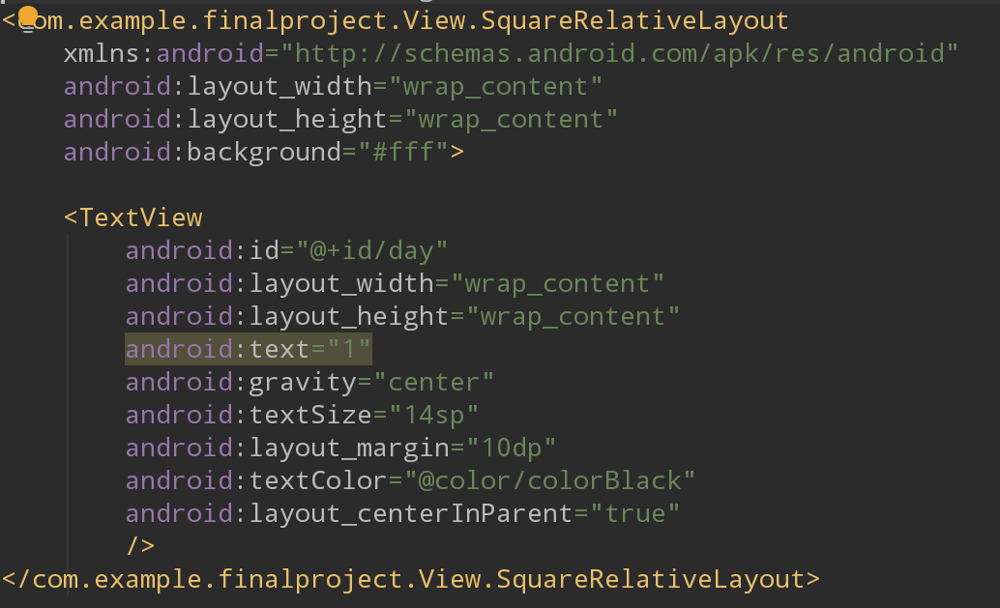 <com.example.finalproject.View.SquareRelativeLayout
xmlns:android="http://schemas.android.com/apk/res/android"
android:layout_width="wrap_content"
android:layout_height="wrap_content"
android:background="#fff">
<TextView
android:id="@+id/day"
android:layout_width="wrap_content"
android:layout_height="wrap_content"
android:text="1"
android:gravity="center"
android:textSize="14sp"
android:layout_margin="10dp"
android:textColor="@color/colorBlack"
android:layout_centerInParent="true"
/>
</com.example.finalproject.View.SquareRelativeLayout>